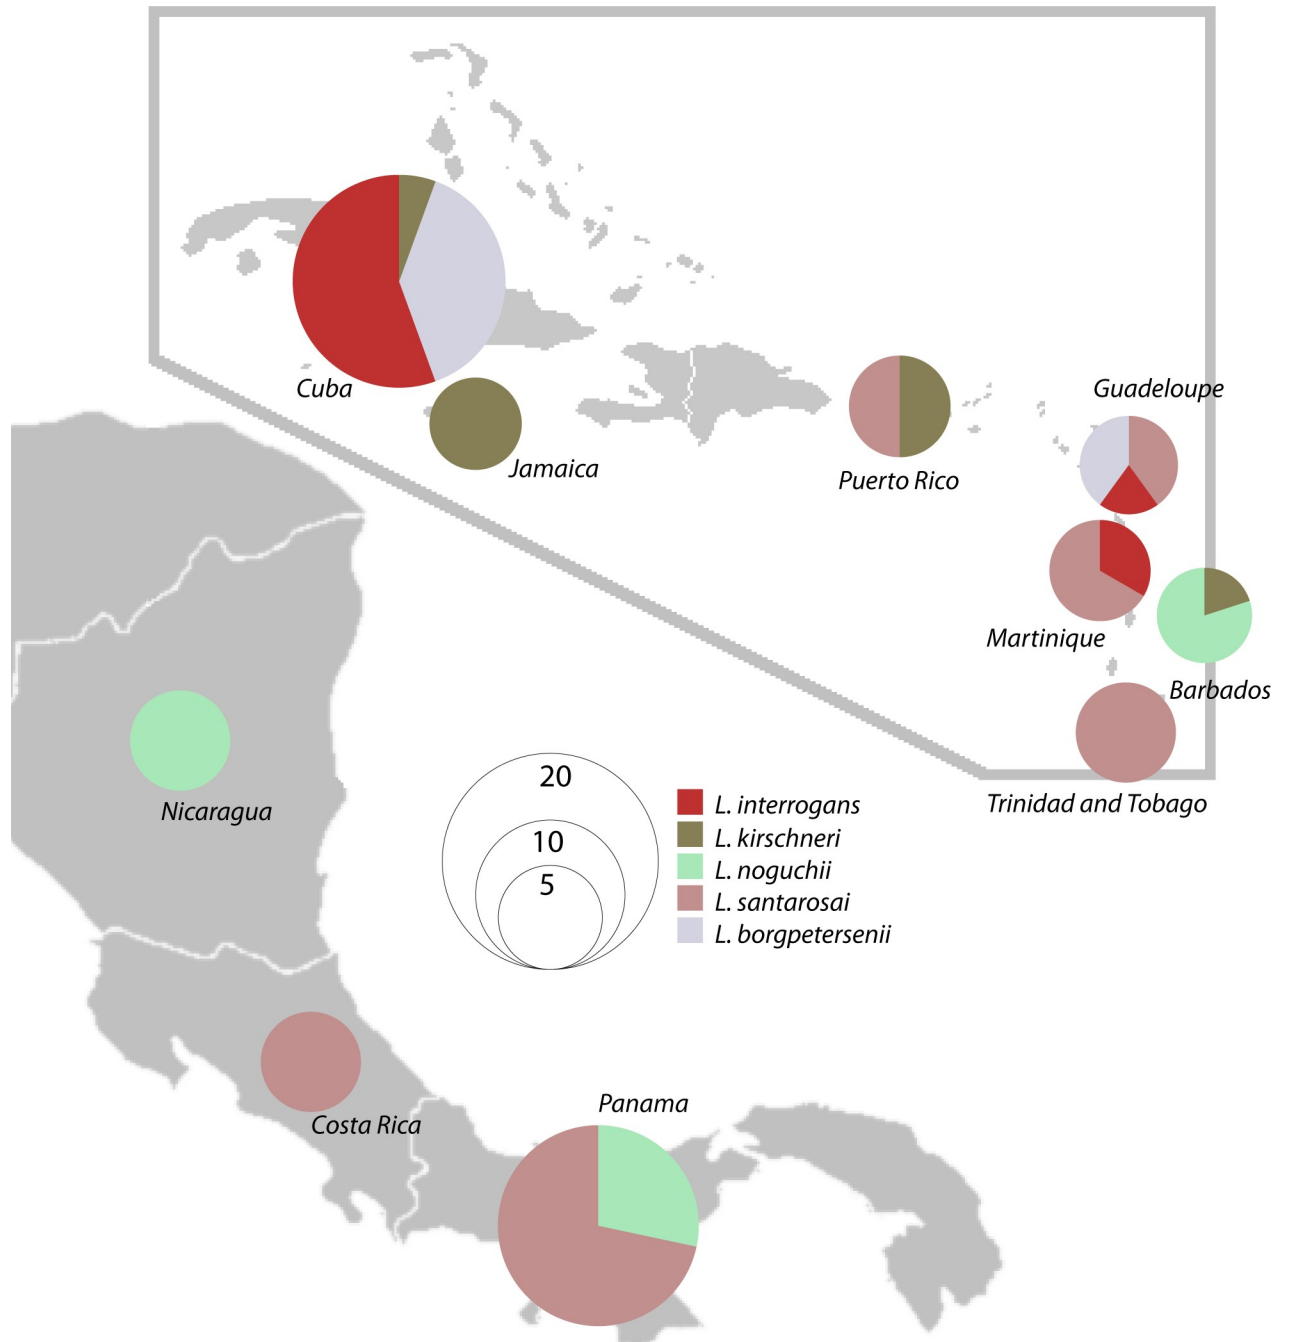 Cuba
Jamaica
Puerto Rico
Guadeloupe
Martinique
Barbados
Trinidad and Tobago
Nicaragua
20
10
5
L. interrogans
L. kirschneri
L. noguchii
L. santarosai
L. borgpetersenii
Costa Rica
Panama